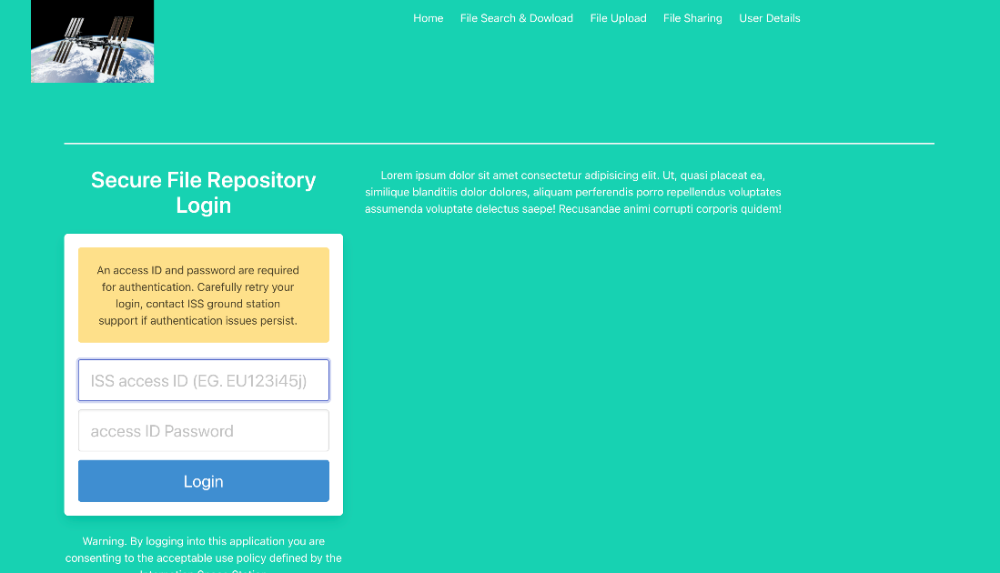 Home File Search & Dowload File Upload File Sharing User Details
Secure File Repository
Login
Lorem ipsum dolor sit amet consectetur adipisicing elit. Ut, quasi placeat ea,
similique blanditiis dolor dolores, aliquam perferendis porro repellendus voluptates
assumenda voluptate delectus saepe! Recusandae animi corrupti corporis quidem!
An access ID and password are required
for authentication. Carefully retry your
login, contact ISS ground station
support if authentication issues persist.
ISS access ID (EG. EU123i45j)
access ID Password
Login
Warning. By logging into this application you are
consenting to the acceptable use policy defined by the